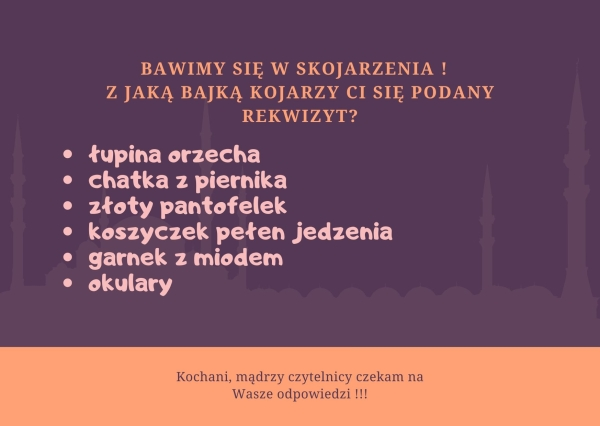 BAWIMY SIĘ W SKOJARZENIA !
Z JAKĄ BAJKĄ KOJARZY CI SIĘ PODANY
REKWIZYT?
• łupina orzecha
• chatka z piernika
• złoty pantofelek
• koszyczek pełen jedzenia
• garnek z miodem
• okulary
Kochani, mądrzy czytelnicy czekam na
Wasze odpowiedzi !!!